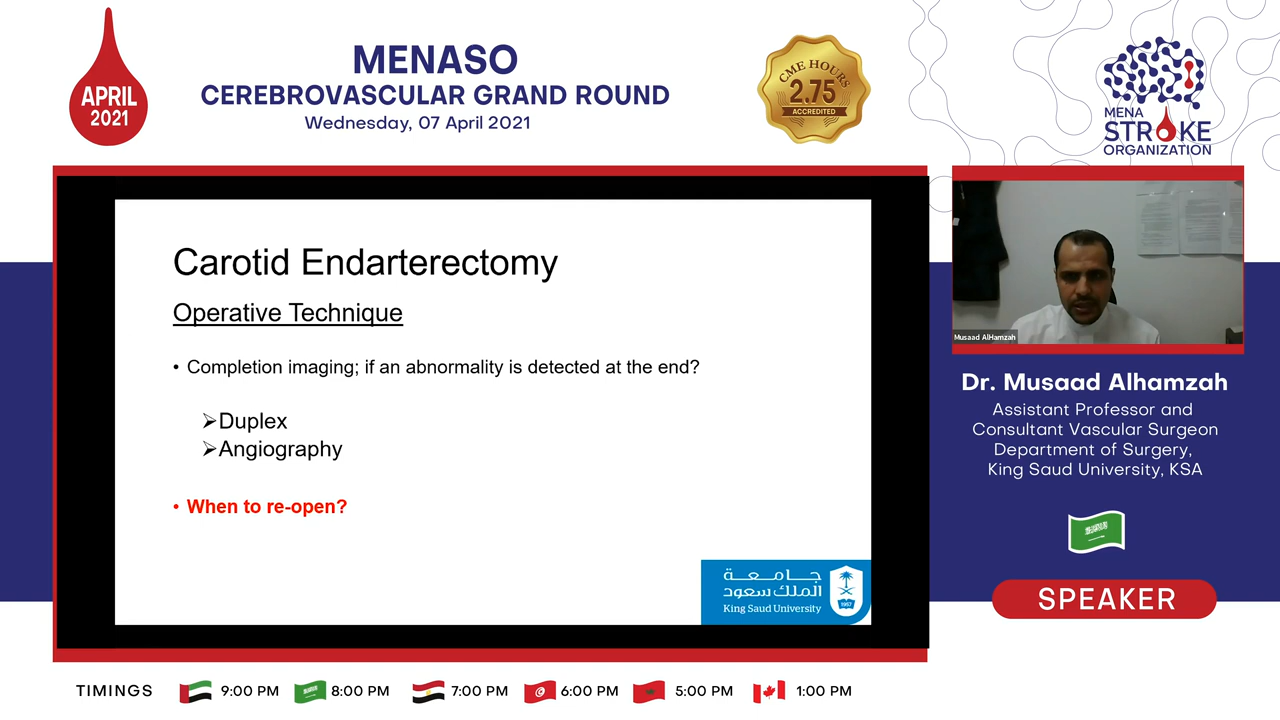 APRIL
2021
MENASO
CEREBROVASCULAR GRAND ROUND
Wednesday, 07 April 2021
CME HOURS
2.75
ACCREDITED
MENA
STROKE
ORGANIZATION
Carotid Endarterectomy
Operative Technique
• Completion imaging; if an abnormality is detected at the end?
➢Duplex
➢Angiography
• When to re-open?
جامعة
الملك سعود
King Saud University
1957
Musaad AlHamzah
Dr. Musaad Alhamzah
Assistant Professor and
Consultant Vascular Surgeon
Department of Surgery,
King Saud University, KSA
SPEAKER
TIMINGS 9:00 PM 8:00 PM 7:00 PM 6:00 PM 5:00 PM 1:00 PM